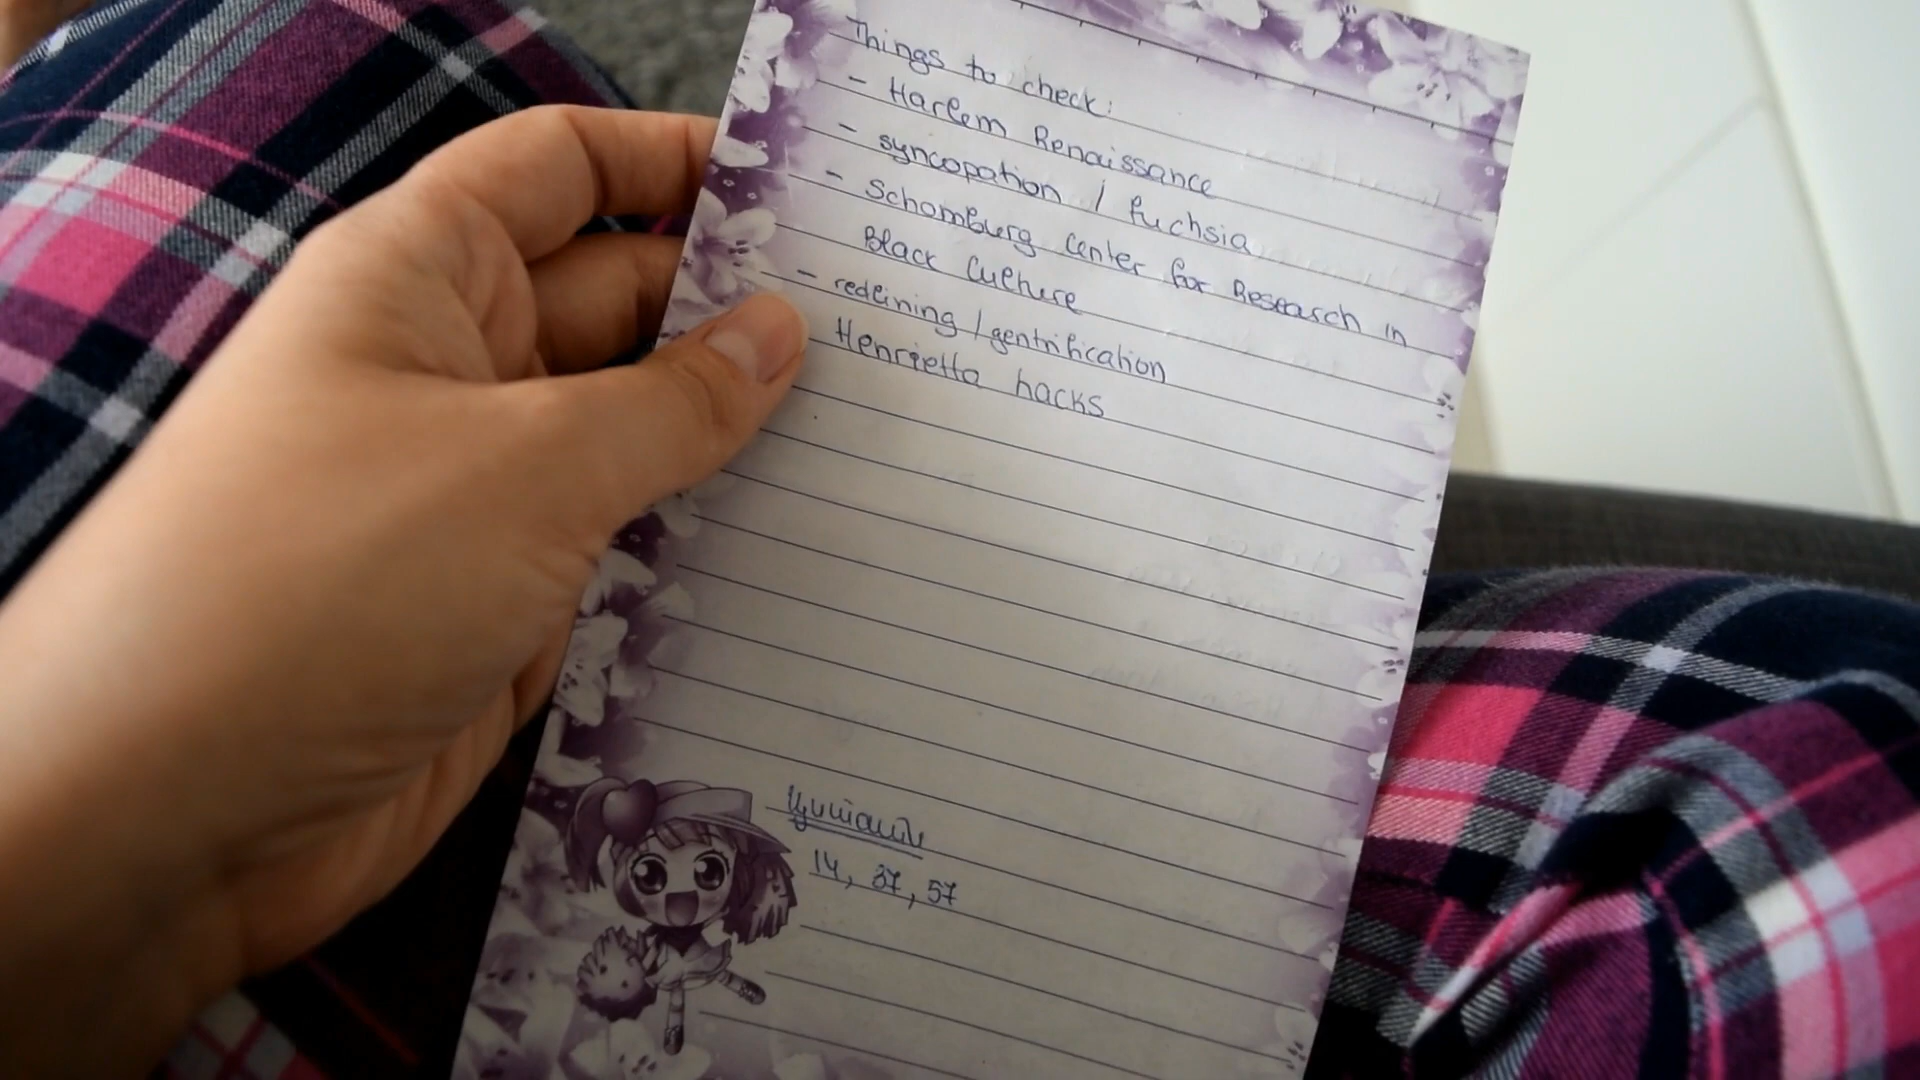 Things to check:
- Harlem Renaissance
- syncopation / fuchsia
- Schomburg Center for Research in
Black Culture
- redlining / gentrification
Henrietta Lacks
цитати
14, 37, 57